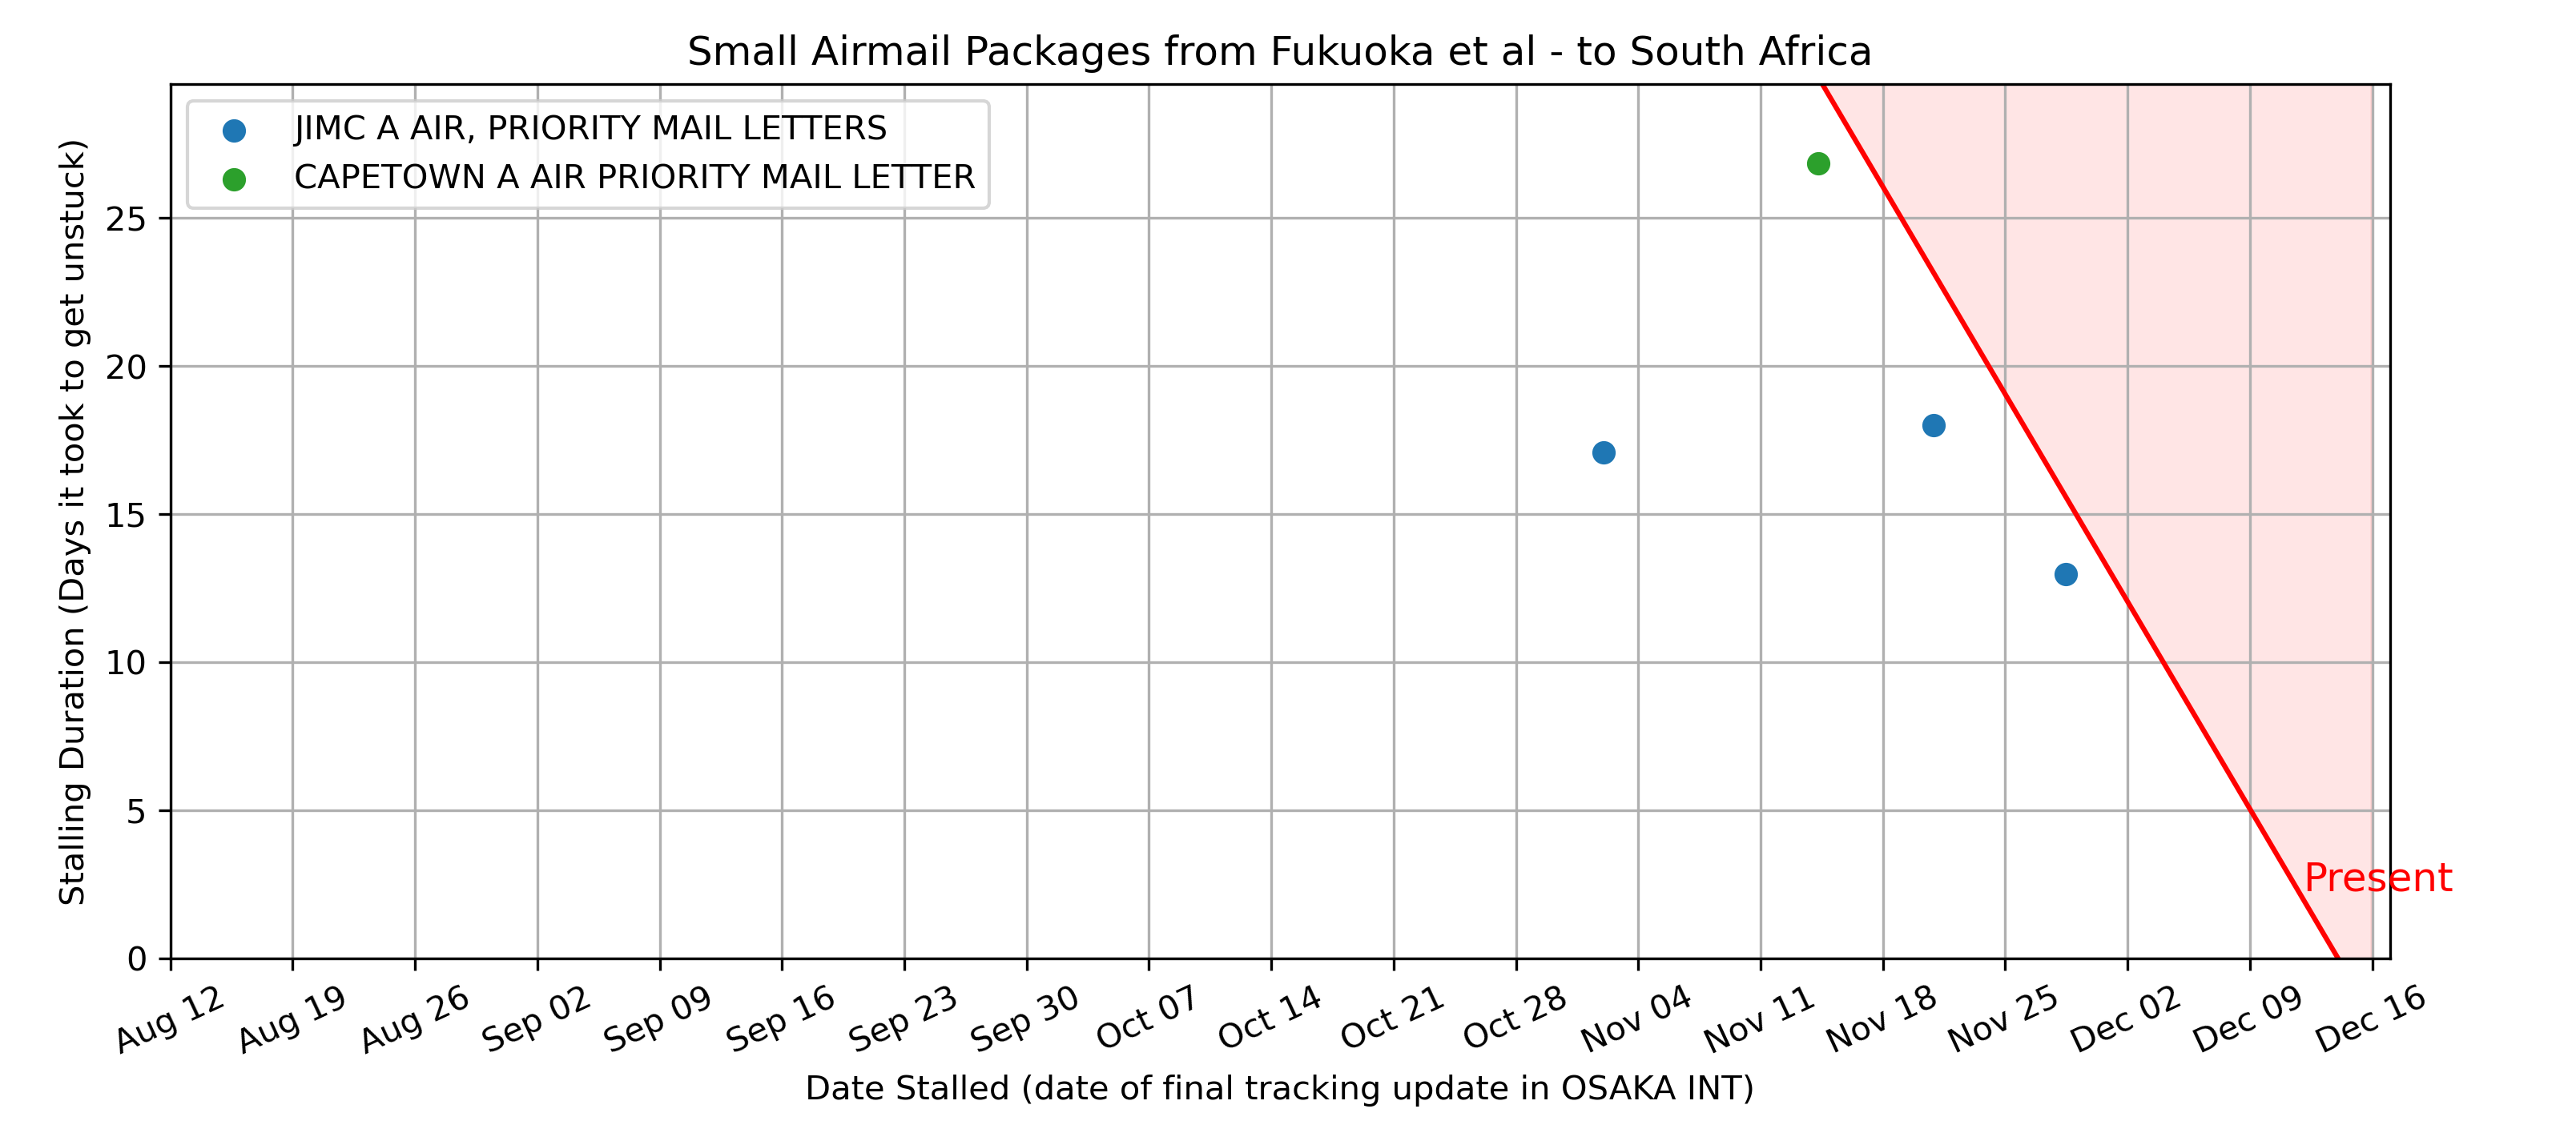 Small Airmail Packages from Fukuoka et al - to South Africa
JIMC A AIR, PRIORITY MAIL LETTERS
CAPETOWN A AIR PRIORITY MAIL LETTER
Stalling Duration (Days it took to get unstuck)
25
20
15
10
5
0
Present
Aug 12
Aug 19
Aug 26
Sep 02
Sep 09
Sep 16
Sep 23
Sep 30
Oct 07
Oct 14
Oct 21
Oct 28
Nov 04
Nov 11
Nov 18
Nov 25
Dec 02
Dec 09
Dec 16
Date Stalled (date of final tracking update in OSAKA INT)